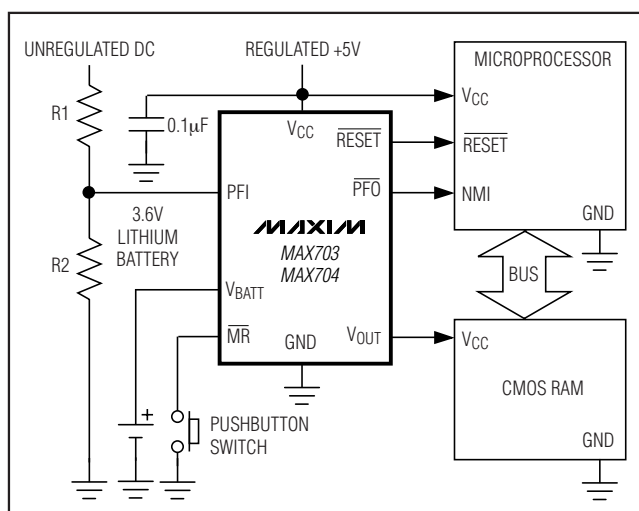 UNREGULATED DC
REGULATED +5V
MICROPROCESSOR
R1
0.1µF
VCC
RESET
VCC
RESET
PFI
PFO
NMI
GND
3.6V
LITHIUM
BATTERY
MAXIM
MAX703
MAX704
R2
BUS
VBATT
MR
GND
VOUT
VCC
CMOS RAM
GND
+
PUSHBUTTON
SWITCH